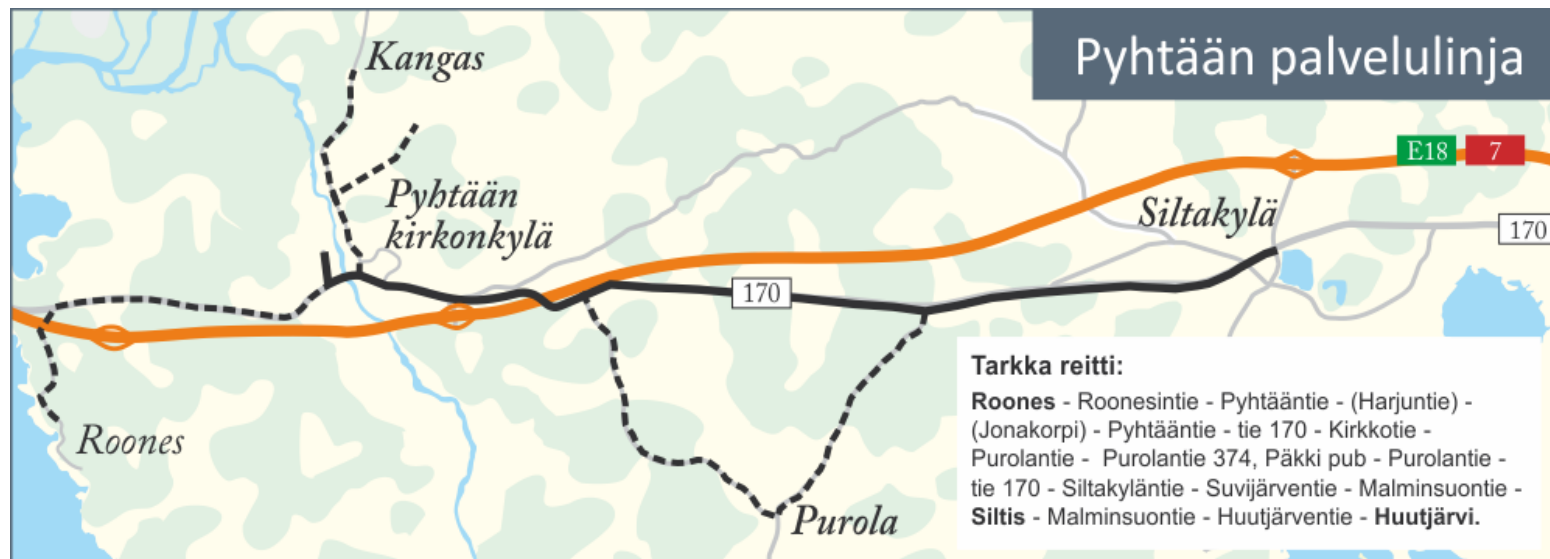 Pyhtään palvelulinja
Kangas
E18
7
Pyhtään
kirkonkylä
Siltakylä
170
170
Roones
Purola
Tarkka reitti:
Roones - Roonesintie - Pyhtääntie - (Harjuntie) -
(Jonakorpi) - Pyhtääntie - tie 170 - Kirkkotie -
Purolantie - Purolantie 374, Päkki pub - Purolantie -
tie 170 - Siltakyläntie - Suvijärventie - Malminsuontie -
Siltis - Malminsuontie - Huutjärventie - Huutjärvi.